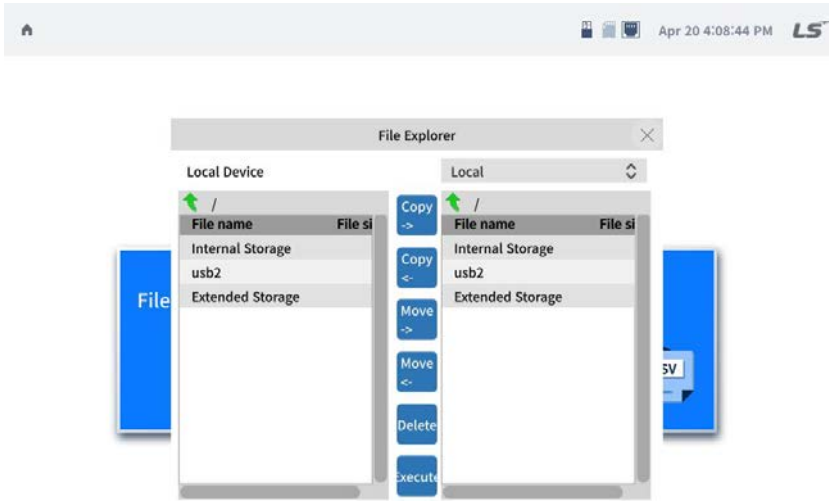 Apr 20 4:08:44 PM LS
File Explorer
Local Device
Local
/
File name File si
Internal Storage
usb2
Extended Storage
Copy
->
Copy
<-
Move
->
Move
<-
Delete
Execute
/
File name File si
Internal Storage
usb2
Extended Storage
File
SV